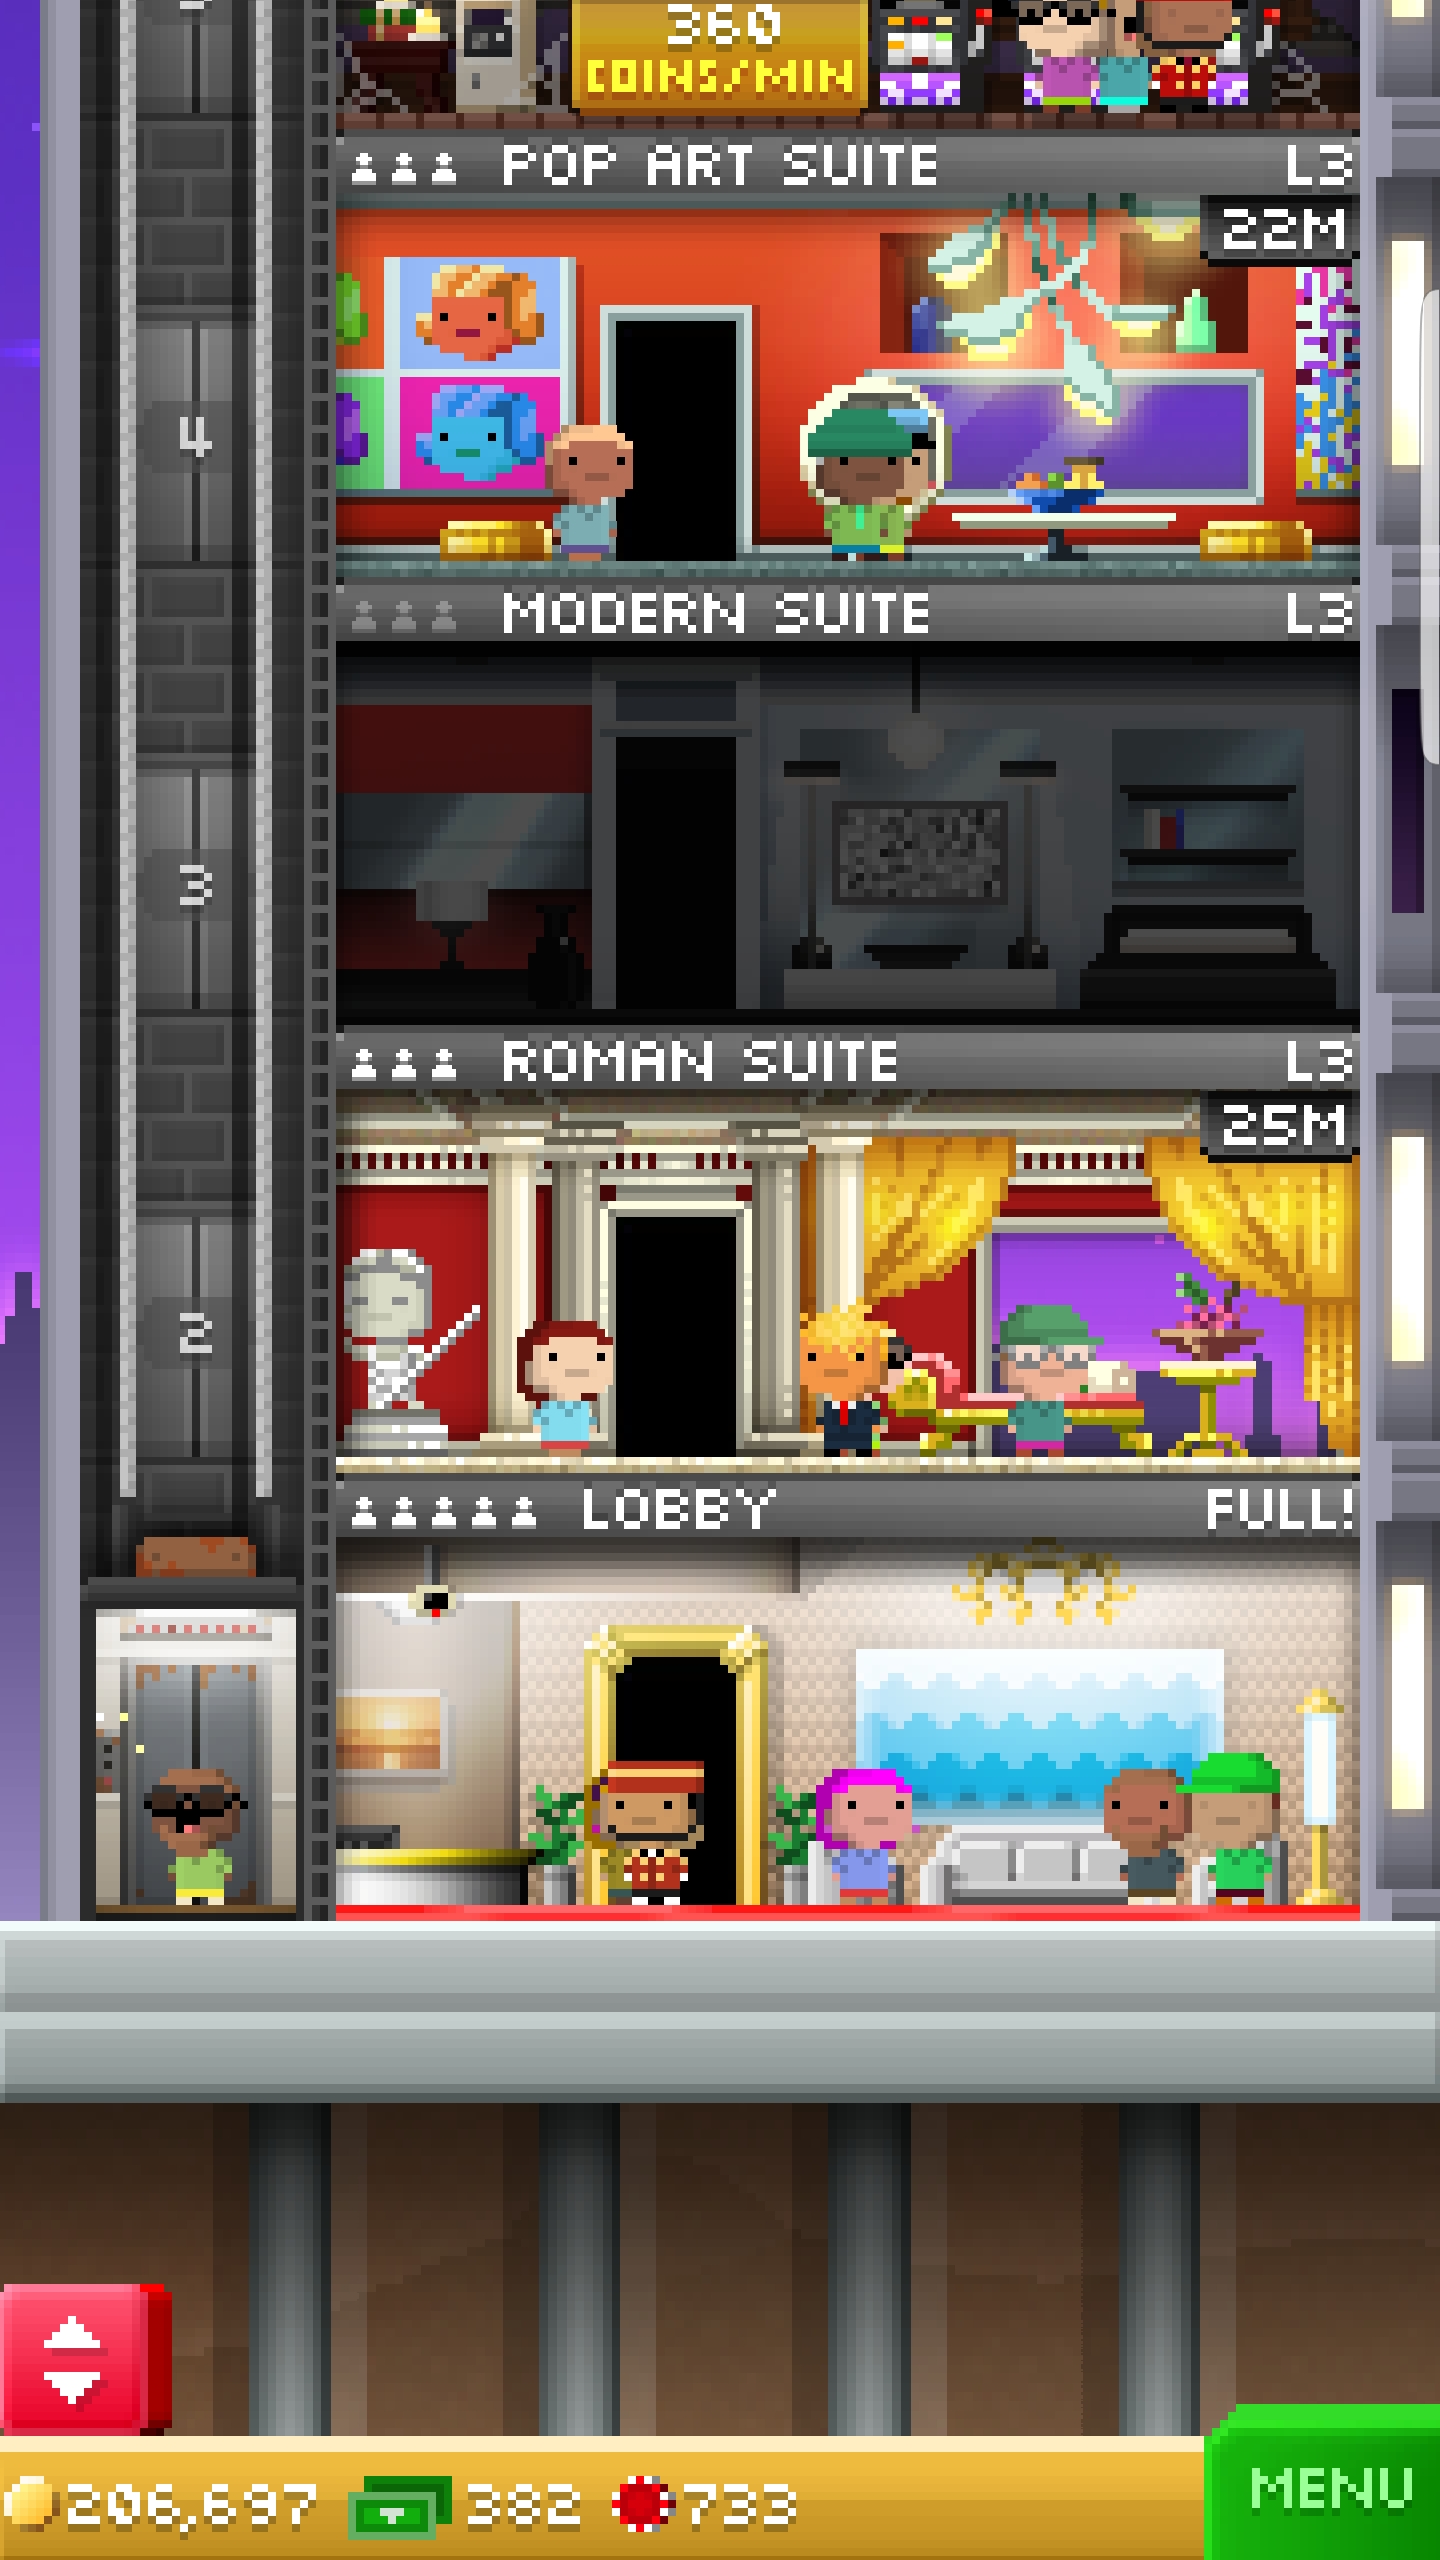 360
COINS/MIN
POP ART SUITE L3
22M
4
MODERN SUITE L3
3
ROMAN SUITE L3
25M
2
LOBBY FULL!
206,697 382 733
MENU